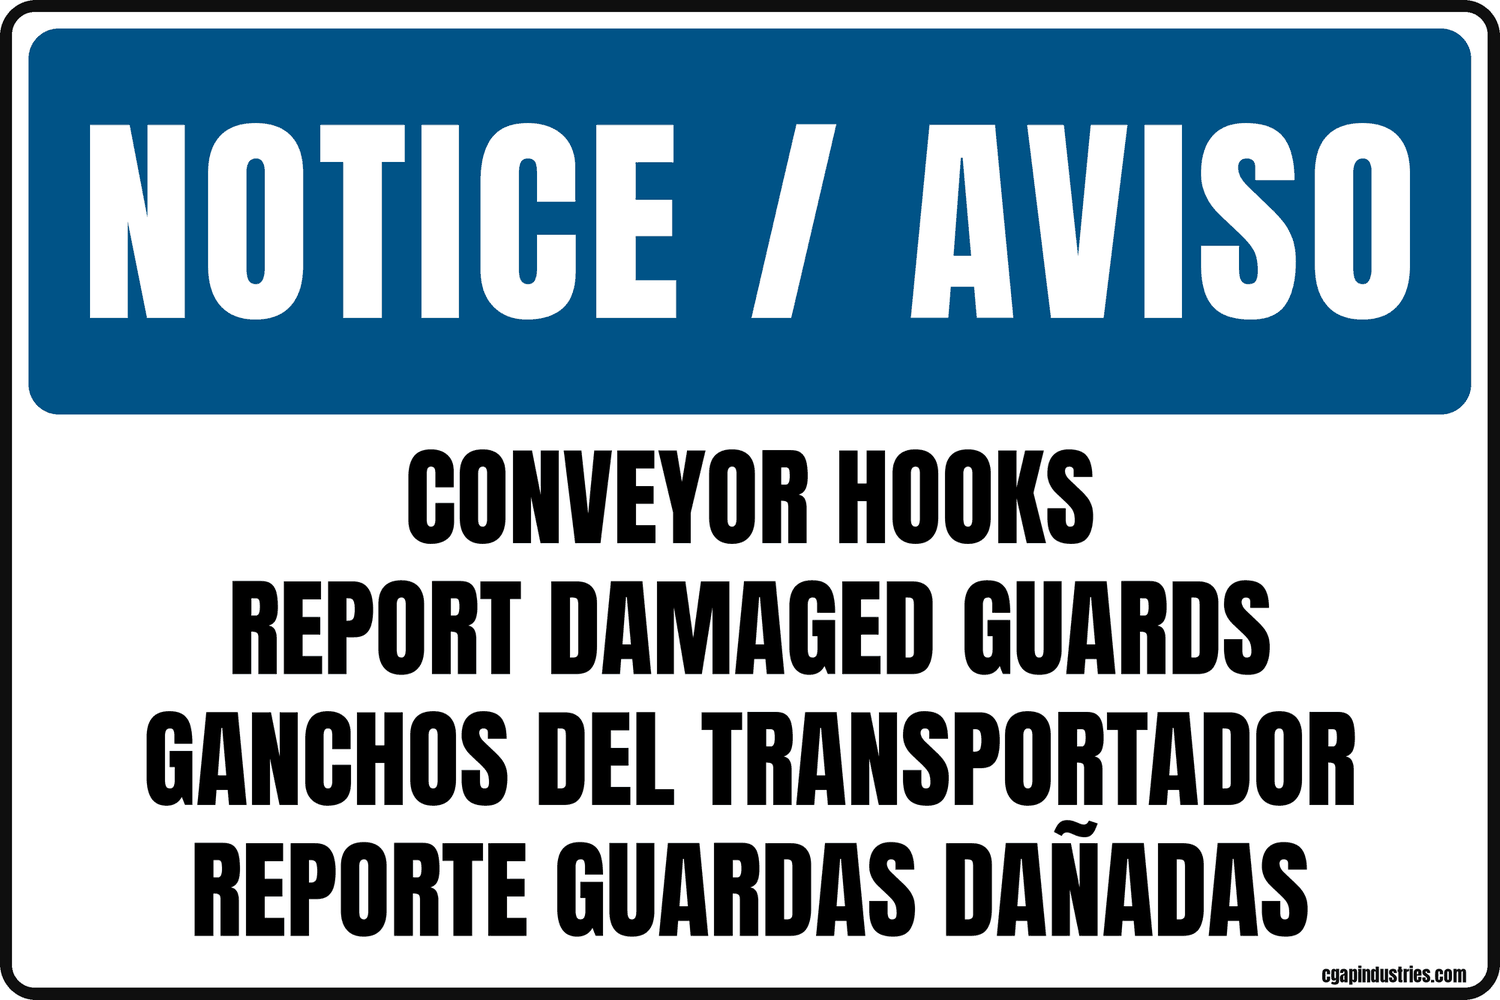 NOTICE / AVISO
CONVEYOR HOOKS
REPORT DAMAGED GUARDS
GANCHOS DEL TRANSPORTADOR
REPORTE GUARDAS DAÑADAS
cgapindustries.com